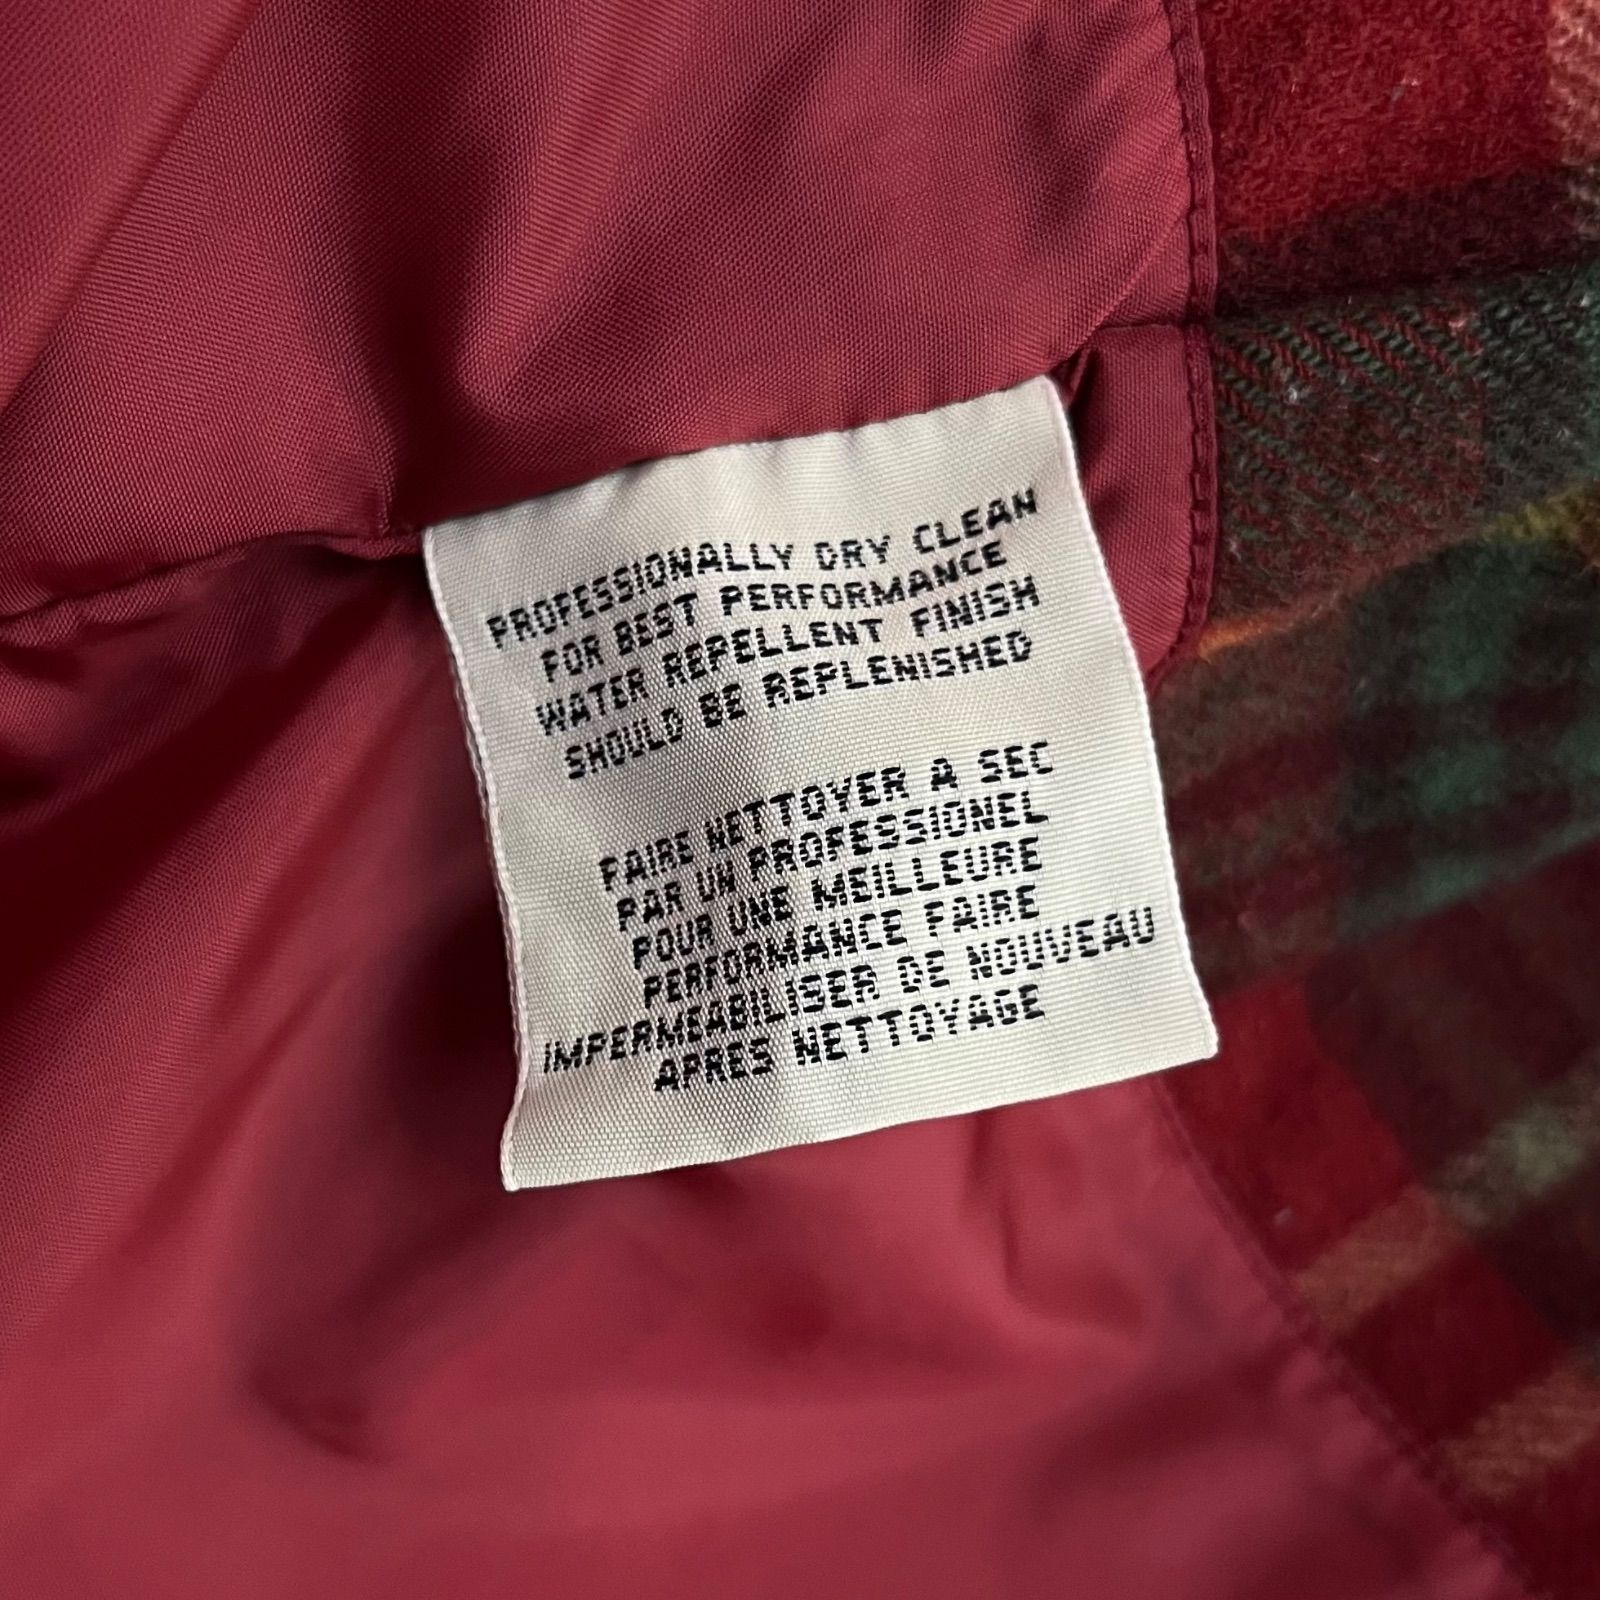 PROFESSIONALLY DRY CLEAN
FOR BEST PERFORMANCE
WATER REPELLENT FINISH
SHOULD BE REPLENISHED
FAIRE NETTOYER A SEC
PAR UN PROFESSIONEL
POUR UNE MEILLEURE
PERFORMANCE FAIRE
IMPERMEABILISER DE NOUVEAU
APRES NETTOYAGE